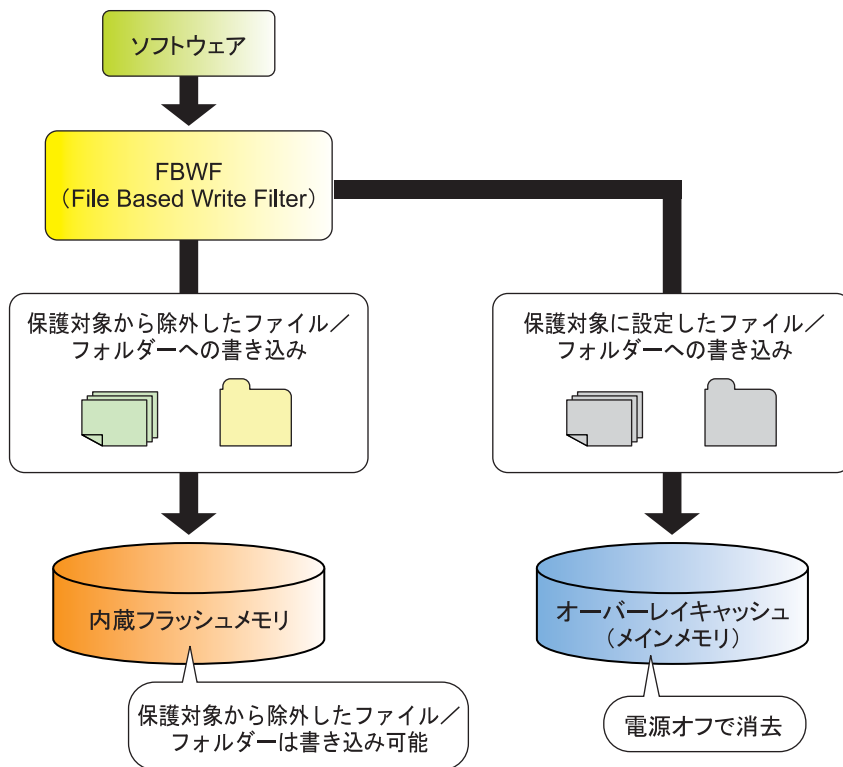 ソフトウェア
FBWF
（File Based Write Filter）
保護対象から除外したファイル／
フォルダーへの書き込み
保護対象に設定したファイル／
フォルダーへの書き込み
内蔵フラッシュメモリ
オーバーレイキャッシュ
（メインメモリ）
保護対象から除外したファイル／
フォルダーは書き込み可能
電源オフで消去